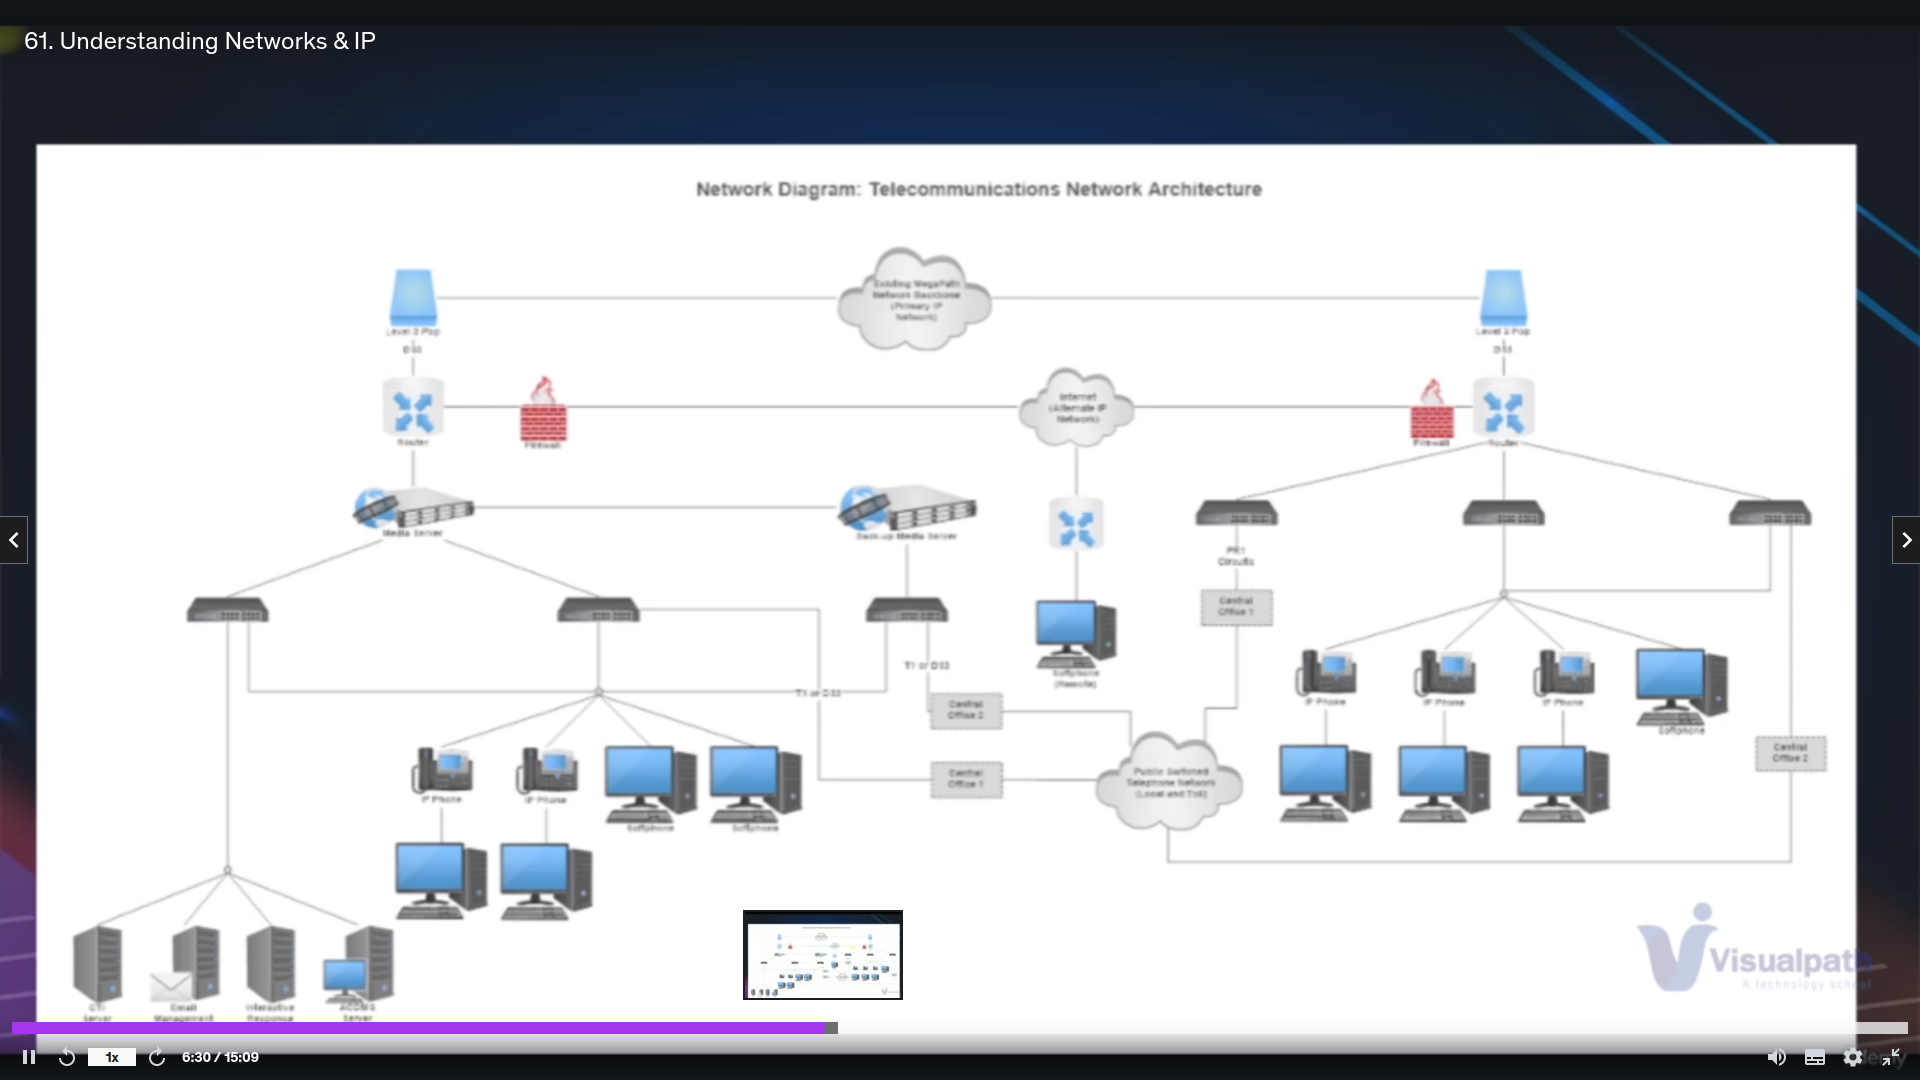 61. Understanding Networks & IP
Network Diagram: Telecommunications Network Architecture
Existing MegaPath
Network Backbone
(Primary IP
Network)
Level 3 Pop
DS3
Level 3 Pop
DS3
Internet
(Alternate IP
Network)
Router
Firewall
Firewall
Router
Media Server
Back-up Media Server
PR1
Circuits
Central
Office 1
T1 or DS3
Softphone
(Remote)
T1 or DS3
Central
Office 2
IP Phone
IP Phone
IP Phone
Softphone
Central
Office 2
Central
Office 1
Public Switched
Telephone Network
(Local and Toll)
IP Phone
IP Phone
Softphone
Softphone
Visualpath
A technology school
CTI
Server
Email
Management
Interactive
Response
Server
1x
6:30 / 15:09